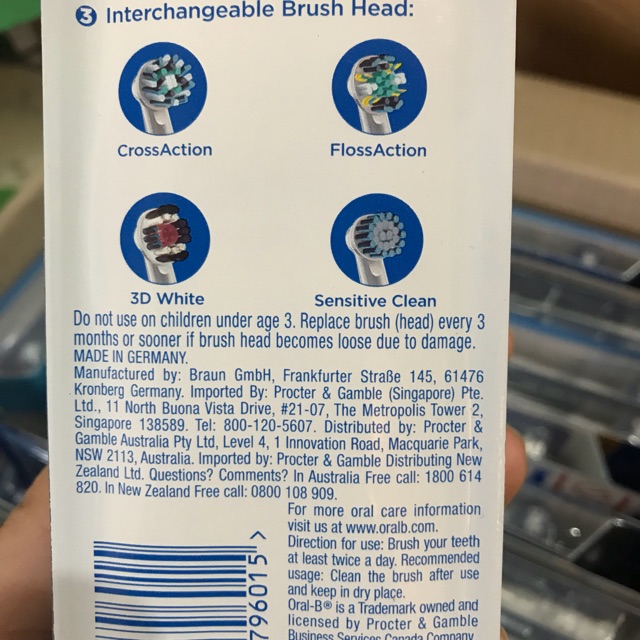 3 Interchangeable Brush Head:
CrossAction FlossAction
3D White Sensitive Clean
Do not use on children under age 3. Replace brush (head) every 3
months or sooner if brush head becomes loose due to damage.
MADE IN GERMANY.
Manufactured by: Braun GmbH, Frankfurter Straße 145, 61476
Kronberg Germany. Imported By: Procter & Gamble (Singapore) Pte.
Ltd., 11 North Buona Vista Drive, #21-07, The Metropolis Tower 2,
Singapore 138589. Tel: 800-120-5607. Distributed by: Procter &
Gamble Australia Pty Ltd, Level 4, 1 Innovation Road, Macquarie Park,
NSW 2113, Australia. Imported by: Procter & Gamble Distributing New
Zealand Ltd. Questions? Comments? In Australia Free call: 1800 614
820. In New Zealand Free call: 0800 108 909.
For more oral care information
visit us at www.oralb.com.
Direction for use: Brush your teeth
at least twice a day. Recommended
usage: Clean the brush after use
and keep in dry place.
Oral-B® is a Trademark owned and
licensed by Procter & Gamble
Business Services Canada Company
796015 >